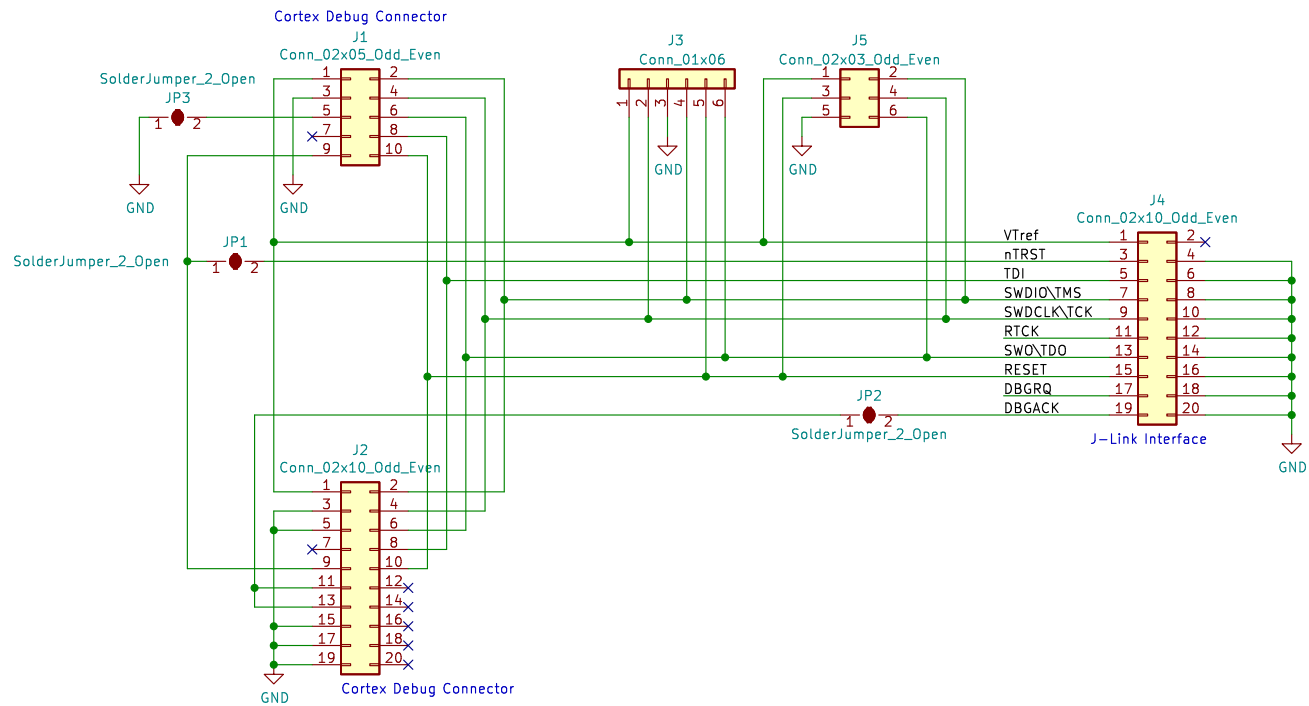 Cortex Debug Connector
J1
Conn_02x05_Odd_Even
1 2
3 4
5 6
7 8
9 10
SolderJumper_2_Open
JP3
1 2
GND
GND
J3
Conn_01x06
1 2 3 4 5 6
GND
J5
Conn_02x03_Odd_Even
1 2
3 4
5 6
GND
JP1
SolderJumper_2_Open
1 2
J4
Conn_02x10_Odd_Even
VTref 1 2
nTRST 3 4
TDI 5 6
SWDIO\TMS 7 8
SWDCLK\TCK 9 10
RTCK 11 12
SWO\TDO 13 14
RESET 15 16
DBGRQ 17 18
DBGACK 19 20
J-Link Interface
GND
JP2
1 2
SolderJumper_2_Open
J2
Conn_02x10_Odd_Even
1 2
3 4
5 6
7 8
9 10
11 12
13 14
15 16
17 18
19 20
GND
Cortex Debug Connector